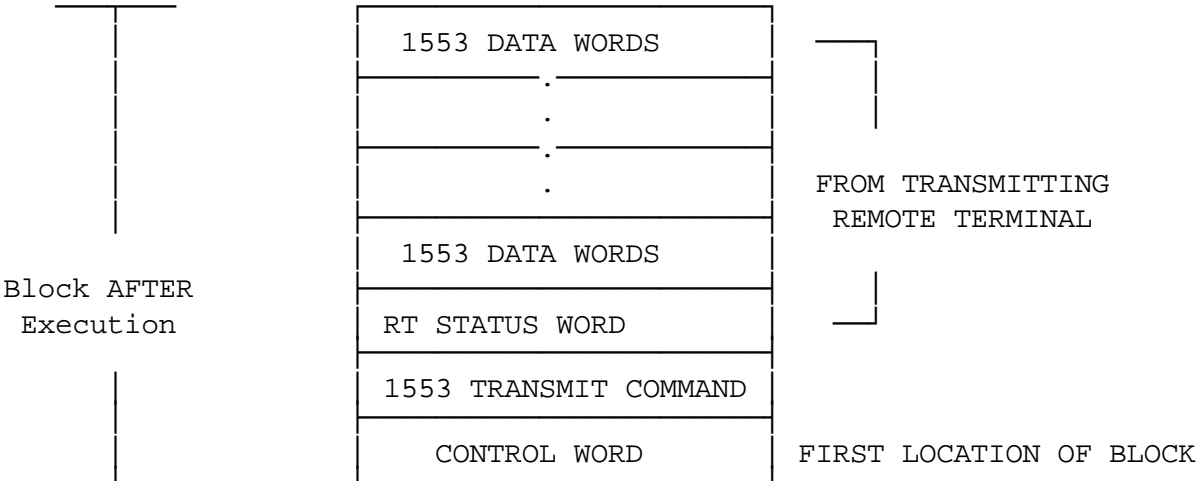 1553 DATA WORDS
.
.
.
.
FROM TRANSMITTING
REMOTE TERMINAL
1553 DATA WORDS
Block AFTER
Execution
RT STATUS WORD
1553 TRANSMIT COMMAND
CONTROL WORD
FIRST LOCATION OF BLOCK